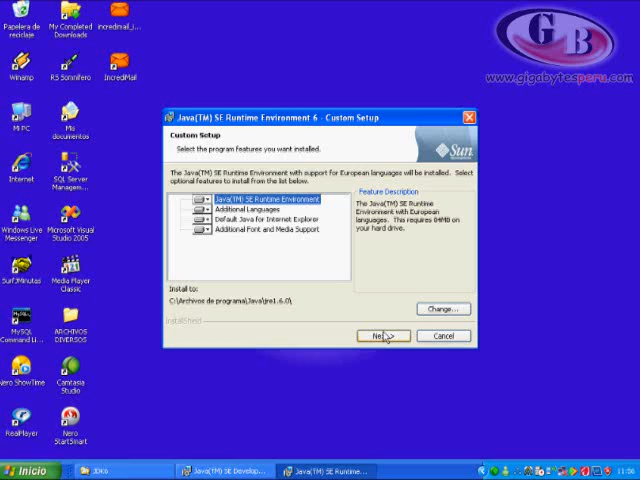 Papelera de
reciclaje
My Completed
Downloads
incredimail_i...
GB
www.gigabytesperu.com
Winamp
RS Somnífero
IncrediMail
Java(TM) SE Runtime Environment 6 - Custom Setup
Custom Setup
Select the program features you want installed.
Sun
Mi PC
Mis
documentos
The Java(TM) SE Runtime Environment with support for European languages will be installed. Select
optional features to install from the list below.
Internet
SQL Server
Managem...
Java(TM) SE Runtime Environment
Additional Languages
Default Java for Internet Explorer
Additional Font and Media Support
Feature Description
The Java(TM) SE Runtime
Environment with European
languages. This requires
on your hard drive.
Windows Live
Messenger
Microsoft Visual
Studio 2005
SurfJMinutas
Media Player
Classic
Install to:
C:\Archivos de programa\Java\jre1.6.0\
Change...
InstallShield
Next >
Cancel
MySQL
Command Li...
ARCHIVOS
DIVERSOS
Nero ShowTime
Camtasia
Studio
RealPlayer
Nero
StartSmart
Inicio
JDK6
Java(TM) SE Develop...
Java(TM) SE Runtime...
11:56